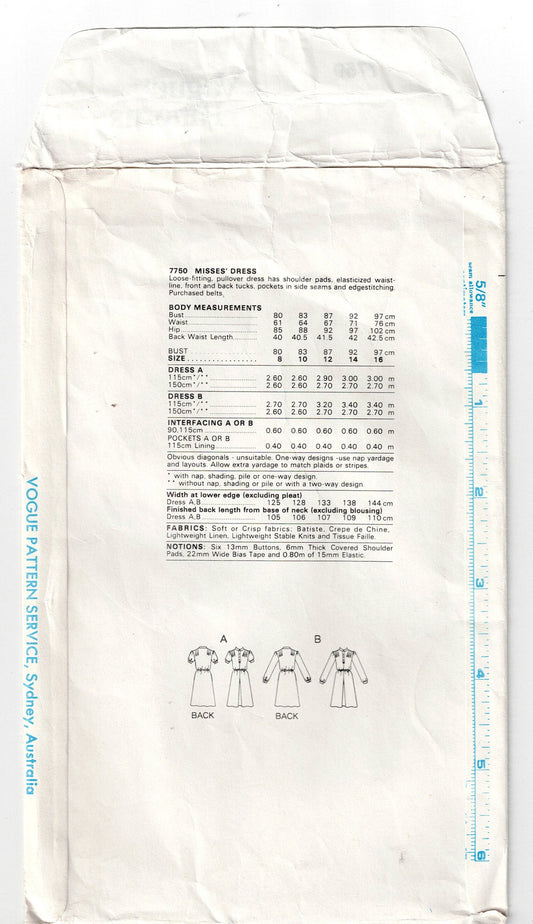 7750 MISSES' DRESS
Loose-fitting, pullover dress has shoulder pads, elasticized waist-
line, front and back tucks, pockets in side seams and edgestitching.
Purchased belts.
BODY MEASUREMENTS
Bust 80 83 87 92 97 cm
Waist 61 64 67 71 76 cm
Hip 85 88 92 97 102 cm
Back Waist Length 40 40.5 41.5 42 42.5 cm
BUST 80 83 87 92 97 cm
SIZE 8 10 12 14 16
DRESS A
115cm*/** 2.60 2.60 2.90 3.00 3.00 m
150cm*/** 2.60 2.60 2.70 2.70 2.70 m
DRESS B
115cm*/** 2.70 2.70 3.20 3.40 3.40 m
150cm*/** 2.60 2.60 2.70 2.70 2.70 m
INTERFACING A OR B
90,115cm 0.60 0.60 0.60 0.60 0.60 m
POCKETS A OR B
115cm Lining 0.40 0.40 0.40 0.40 0.40 m
Obvious diagonals - unsuitable. One-way designs - use nap yardage
and layouts. Allow extra yardage to match plaids or stripes.
* with nap, shading, pile or one-way design.
** without nap, shading or pile or with a two-way design.
Width at lower edge (excluding pleat)
Dress A,B 125 128 133 138 144 cm
Finished back length from base of neck (excluding blousing)
Dress A,B 105 106 107 109 110 cm
FABRICS: Soft or Crisp fabrics: Batiste, Crepe de Chine,
Lightweight Linen, Lightweight Stable Knits and Tissue Faille.
NOTIONS: Six 13mm Buttons, 6mm Thick Covered Shoulder
Pads, 22mm Wide Bias Tape and 0.80m of 15mm Elastic.
A B
BACK BACK
VOGUE PATTERN SERVICE, Sydney, Australia
5/8"
seam allowance
1
2
3
4
5
6